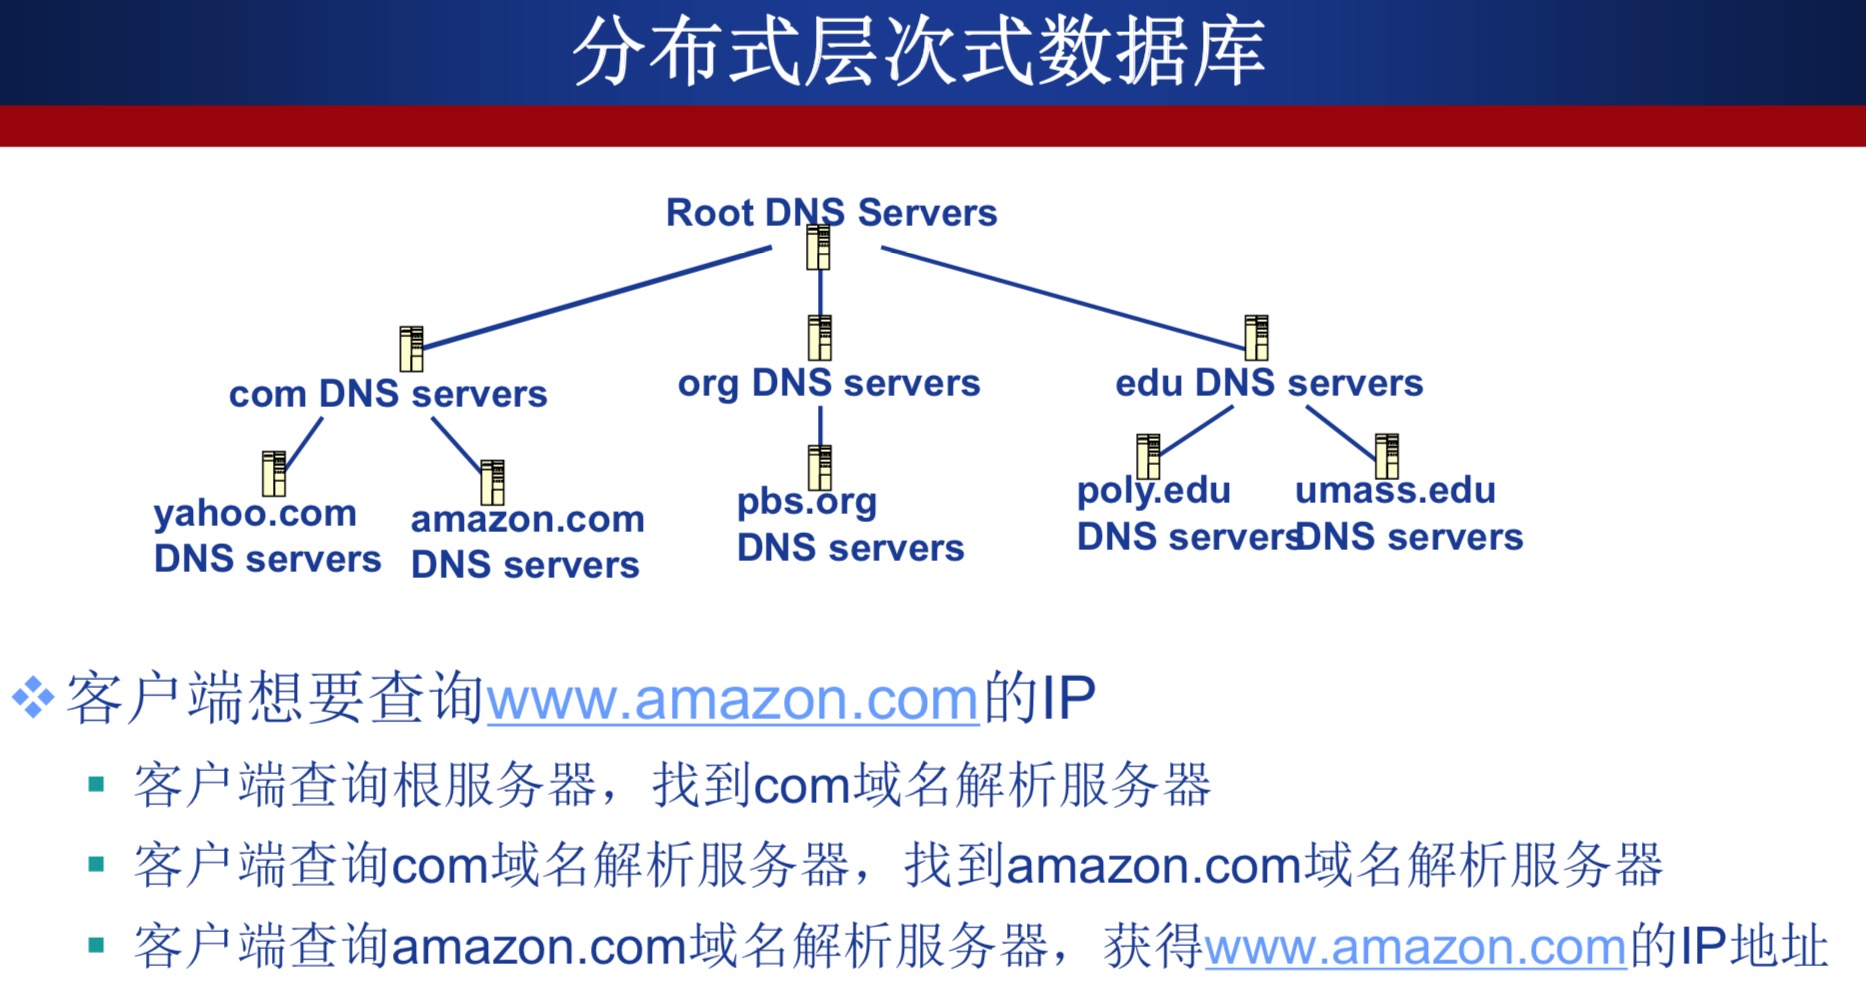 分布式层次式数据库
Root DNS Servers
com DNS servers
org DNS servers
edu DNS servers
yahoo.com
DNS servers
amazon.com
DNS servers
pbs.org
DNS servers
poly.edu
DNS servers
umass.edu
DNS servers
客户端想要查询www.amazon.com的IP
客户端查询根服务器，找到com域名解析服务器
客户端查询com域名解析服务器，找到amazon.com域名解析服务器
客户端查询amazon.com域名解析服务器，获得www.amazon.com的IP地址